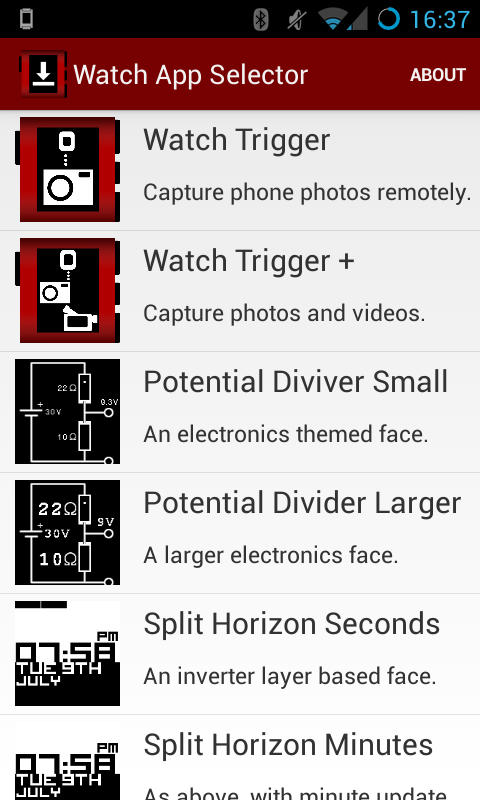 16:37
Watch App Selector
ABOUT
Watch Trigger
Capture phone photos remotely.
Watch Trigger +
Capture photos and videos.
Potential Diviver Small
22Ω
0.3V
30V
10Ω
An electronics themed face.
Potential Divider Larger
22Ω
9V
30V
10Ω
A larger electronics face.
Split Horizon Seconds
PM
07:58
TUE 9TH
JULY
An inverter layer based face.
Split Horizon Minutes
PM
07:58
TUE 9TH
JULY
As above, with minute update